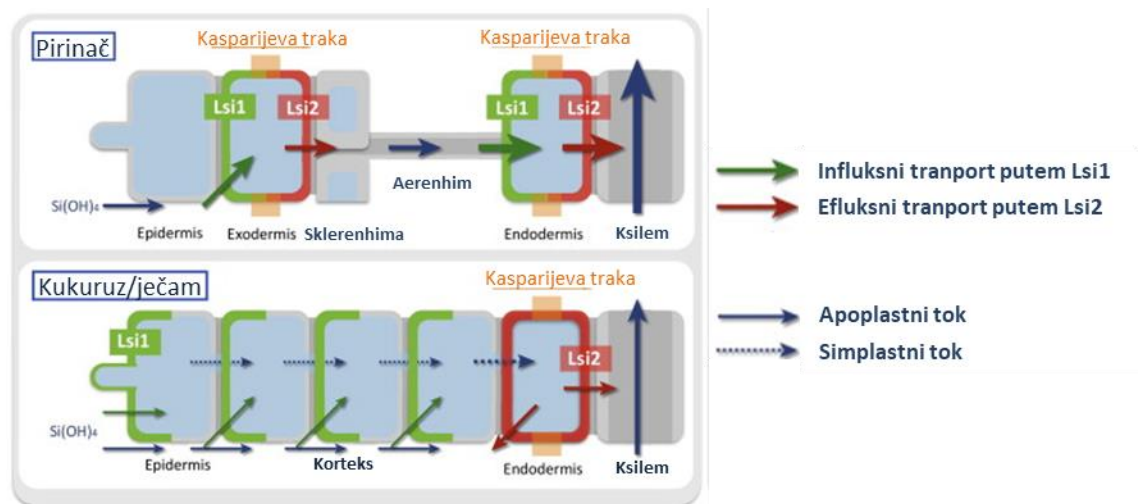 Pirinač
Kasparijeva traka
Kasparijeva traka
Lsi1
Lsi2
Lsi1
Lsi2
Aerenhim
Si(OH)₄
Epidermis
Exodermis
Sklerenhima
Endodermis
Ksilem
Influksni tranport putem Lsi1
Efluksni tranport putem Lsi2
Kukuruz/ječam
Kasparijeva traka
Lsi1
Lsi2
Si(OH)₄
Epidermis
Korteks
Endodermis
Ksilem
Apoplastni tok
Simplastni tok